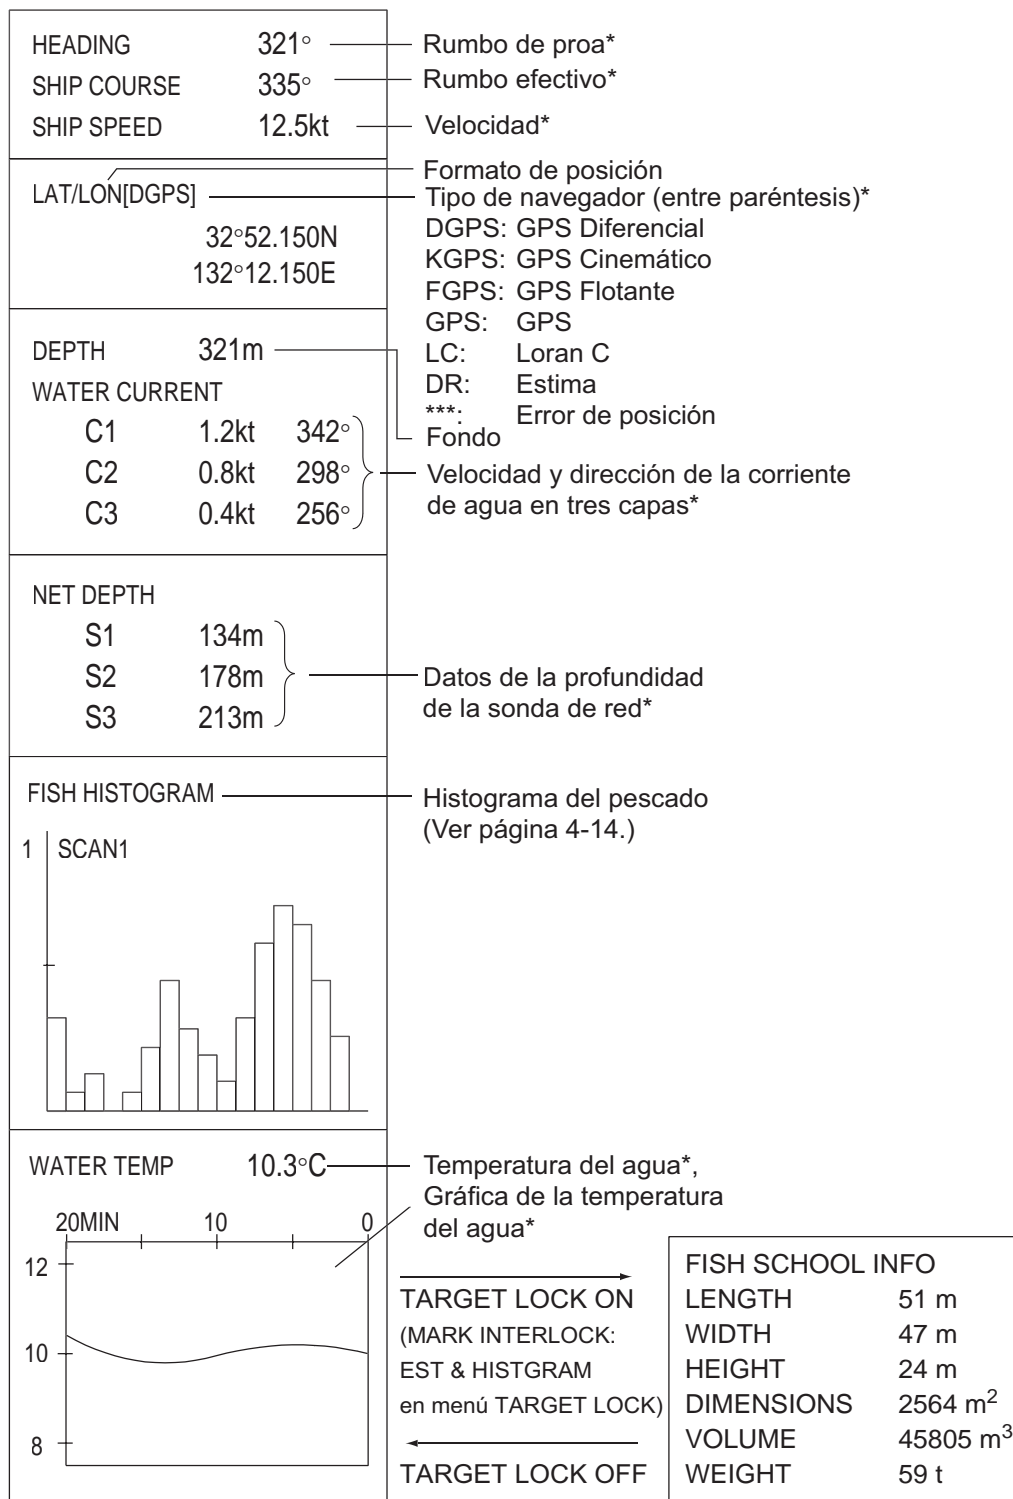 HEADING 321° Rumbo de proa*
SHIP COURSE 335° Rumbo efectivo*
SHIP SPEED 12.5kt Velocidad*
Formato de posición
LAT/LON[DGPS] Tipo de navegador (entre paréntesis)*
32°52.150N
132°12.150E
DGPS: GPS Diferencial
KGPS: GPS Cinemático
FGPS: GPS Flotante
GPS: GPS
LC: Loran C
DR: Estima
***: Error de posición
DEPTH 321m Fondo
WATER CURRENT
C1 1.2kt 342°
C2 0.8kt 298°
C3 0.4kt 256°
Velocidad y dirección de la corriente
de agua en tres capas*
NET DEPTH
S1 134m
S2 178m
S3 213m
Datos de la profundidad
de la sonda de red*
FISH HISTOGRAM Histograma del pescado
(Ver página 4-14.)
1 SCAN1
WATER TEMP 10.3°C Temperatura del agua*,
Gráfica de la temperatura
del agua*
20MIN 10 0
12
10
8
TARGET LOCK ON
(MARK INTERLOCK:
EST & HISTGRAM
en menú TARGET LOCK)
TARGET LOCK OFF
FISH SCHOOL INFO
LENGTH 51 m
WIDTH 47 m
HEIGHT 24 m
DIMENSIONS 2564 m²
VOLUME 45805 m³
WEIGHT 59 t